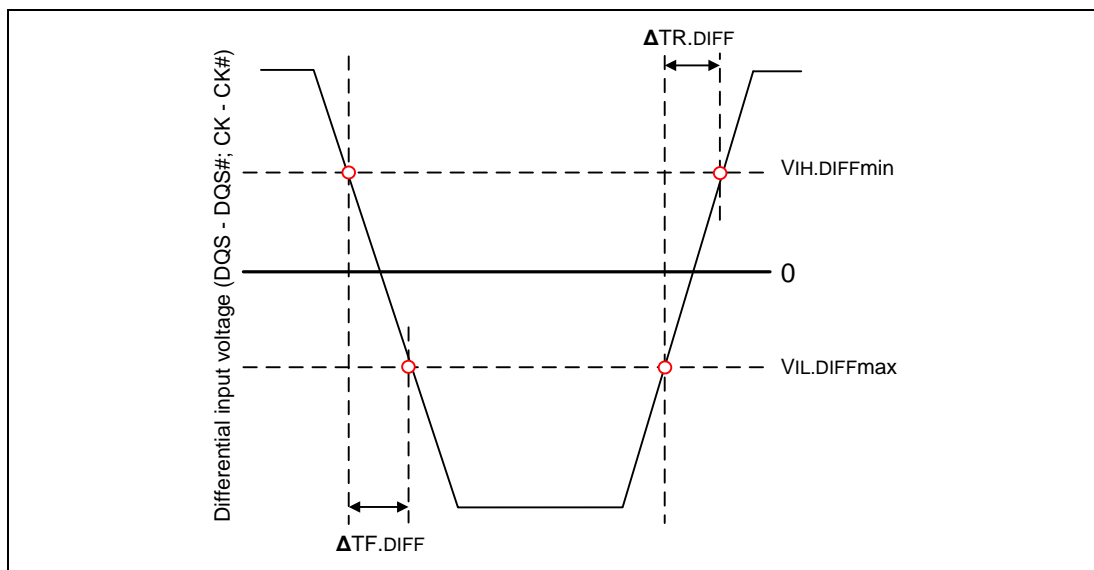 Differential input voltage (DQS - DQS#; CK - CK#)
ΔTR.DIFF
VIH.DIFFmin
0
VIL.DIFFmax
ΔTF.DIFF